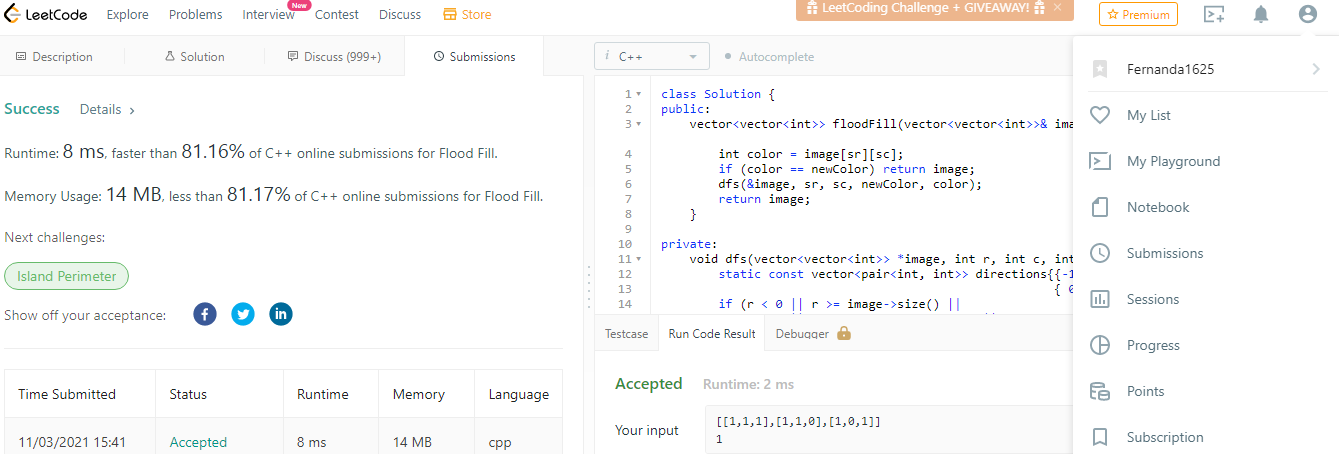 LeetCode Explore Problems Interview New Contest Discuss Store LeetCoding Challenge + GIVEAWAY! × Premium
Description Solution Discuss (999+) Submissions
Success Details >
Runtime: 8 ms, faster than 81.16% of C++ online submissions for Flood Fill.
Memory Usage: 14 MB, less than 81.17% of C++ online submissions for Flood Fill.
Next challenges:
Island Perimeter
Show off your acceptance:
Time Submitted Status Runtime Memory Language
11/03/2021 15:41 Accepted 8 ms 14 MB cpp
i C++ Autocomplete
1 class Solution {
2 public:
3 vector<vector<int>> floodFill(vector<vector<int>>& ima
4 int color = image[sr][sc];
5 if (color == newColor) return image;
6 dfs(&image, sr, sc, newColor, color);
7 return image;
8 }
9
10 private:
11 void dfs(vector<vector<int>> *image, int r, int c, int
12 static const vector<pair<int, int>> directions{{-1
13 { 0
14 if (r < 0 || r >= image->size() ||
Testcase Run Code Result Debugger
Accepted Runtime: 2 ms
Your input
[[1,1,1],[1,1,0],[1,0,1]]
1
Fernanda1625
My List
My Playground
Notebook
Submissions
Sessions
Progress
Points
Subscription